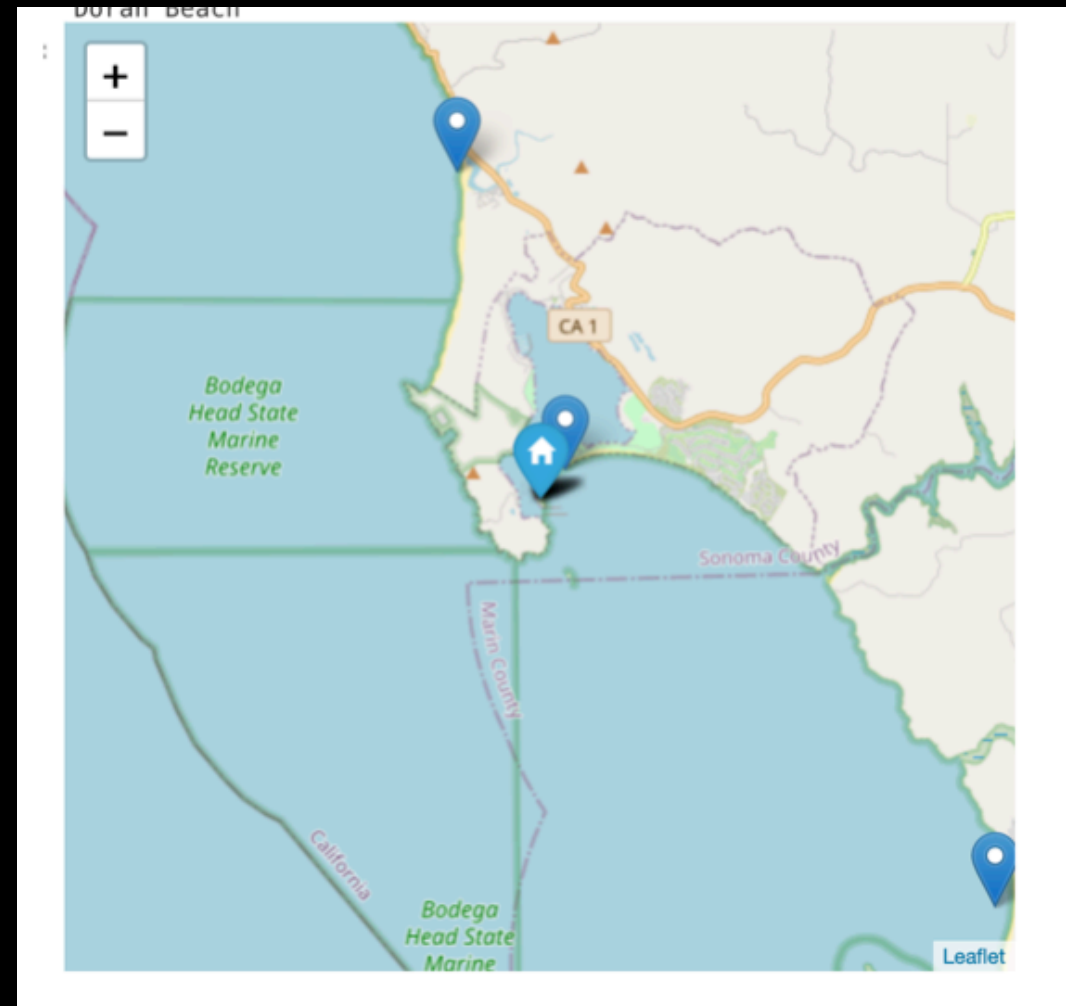 Doran Beach
:
+
−
CA 1
Bodega
Head State
Marine
Reserve
Sonoma County
Marin County
California
Bodega
Head State
Marine
Leaflet